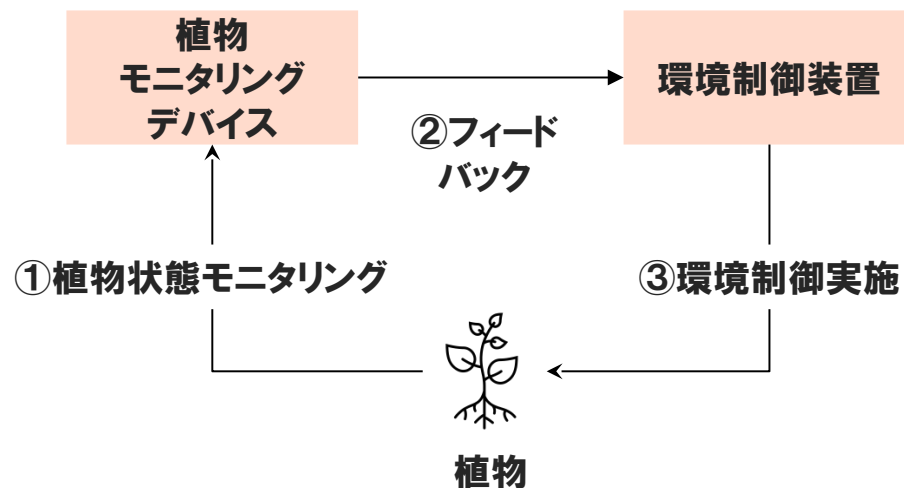 植物
モニタリング
デバイス
環境制御装置
②フィード
バック
①植物状態モニタリング
③環境制御実施
植物